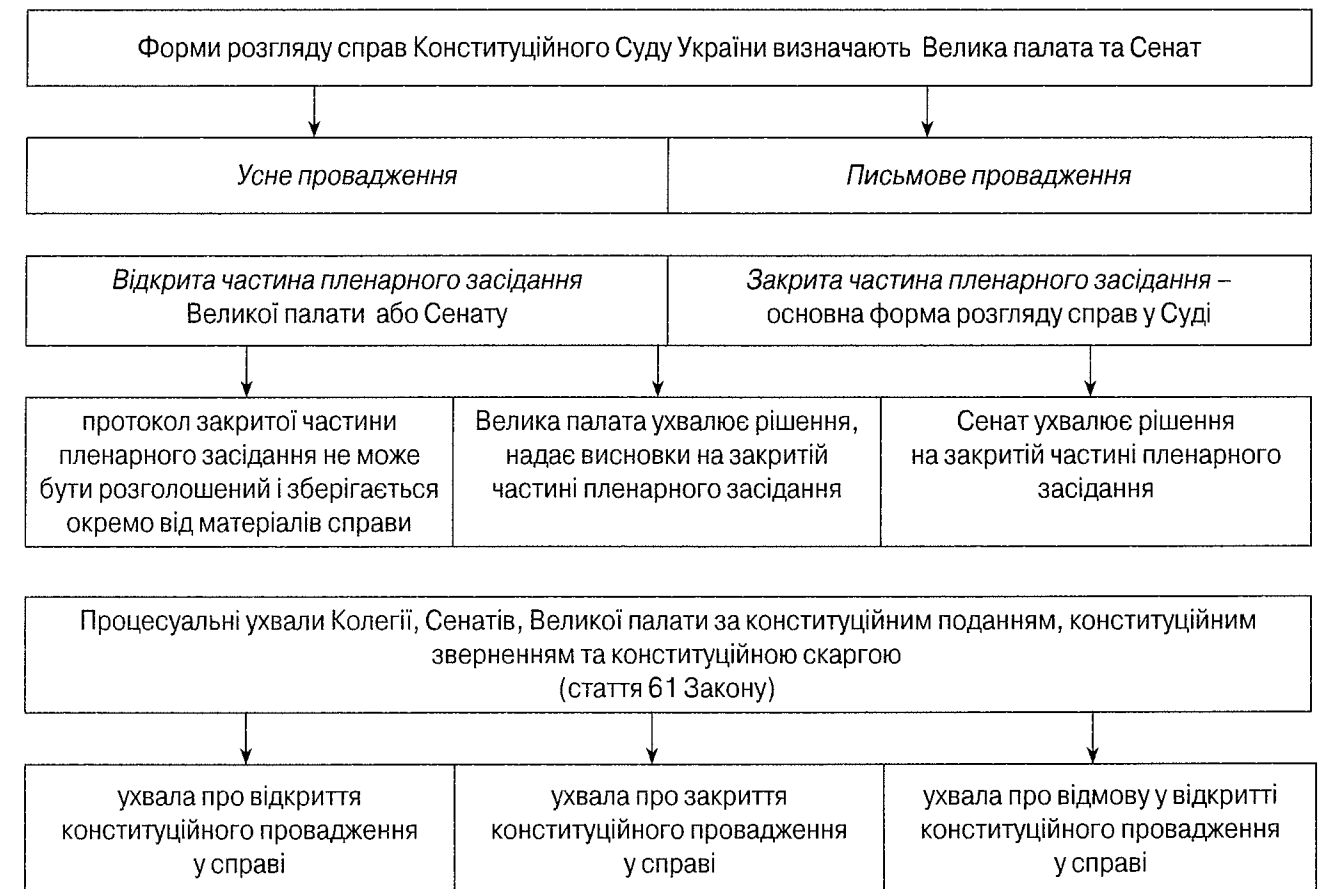 Форми розгляду справ Конституційного Суду України визначають Велика палата та Сенат
Усне провадження
Письмове провадження
Відкрита частина пленарного засідання
Великої палати або Сенату
Закрита частина пленарного засідання –
основна форма розгляду справ у Суді
протокол закритої частини
пленарного засідання не може
бути розголошений і зберігається
окремо від матеріалів справи
Велика палата ухвалює рішення,
надає висновки на закритій
частині пленарного засідання
Сенат ухвалює рішення
на закритій частині пленарного
засідання
Процесуальні ухвали Колегії, Сенатів, Великої палати за конституційним поданням, конституційним
зверненням та конституційною скаргою
(стаття 61 Закону)
ухвала про відкриття
конституційного провадження
у справі
ухвала про закриття
конституційного провадження
у справі
ухвала про відмову у відкритті
конституційного провадження
у справі